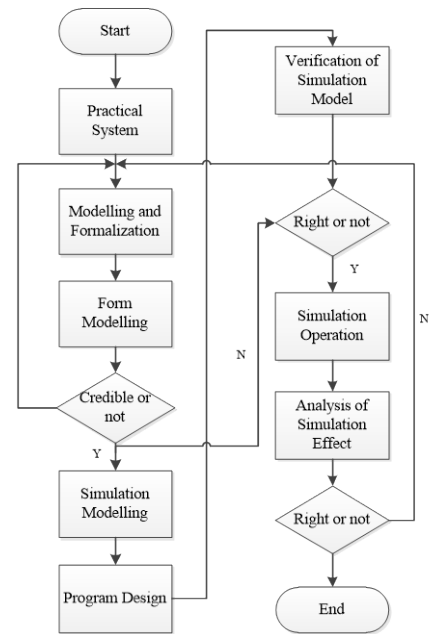 Start
Practical
System
Modelling and
Formalization
Form
Modelling
Credible or
not
Y
Simulation
Modelling
Program Design
Verification of
Simulation
Model
Right or not
Y
N
N
Simulation
Operation
Analysis of
Simulation
Effect
Right or not
End